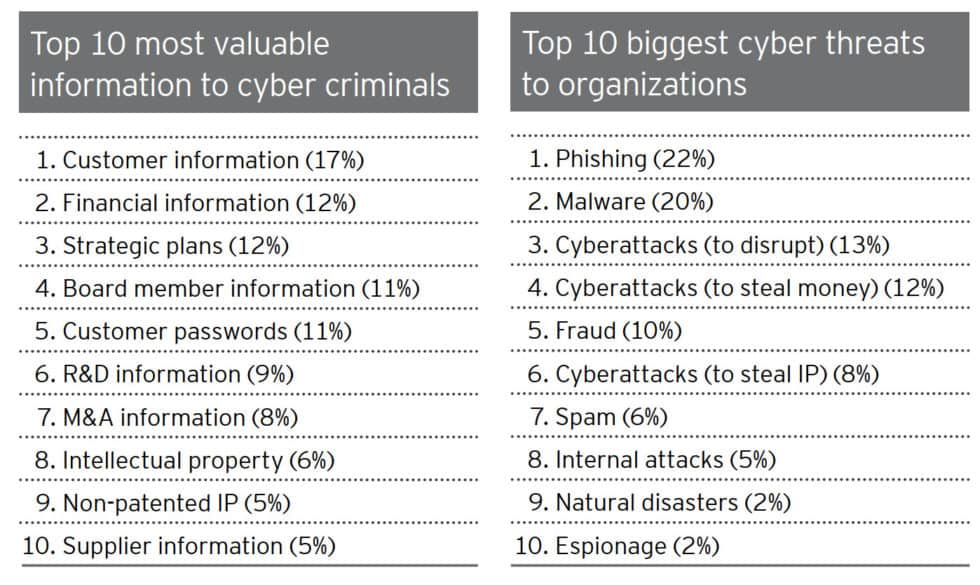 Top 10 most valuable
information to cyber criminals
1. Customer information (17%)
2. Financial information (12%)
3. Strategic plans (12%)
4. Board member information (11%)
5. Customer passwords (11%)
6. R&D information (9%)
7. M&A information (8%)
8. Intellectual property (6%)
9. Non-patented IP (5%)
10. Supplier information (5%)
Top 10 biggest cyber threats
to organizations
1. Phishing (22%)
2. Malware (20%)
3. Cyberattacks (to disrupt) (13%)
4. Cyberattacks (to steal money) (12%)
5. Fraud (10%)
6. Cyberattacks (to steal IP) (8%)
7. Spam (6%)
8. Internal attacks (5%)
9. Natural disasters (2%)
10. Espionage (2%)